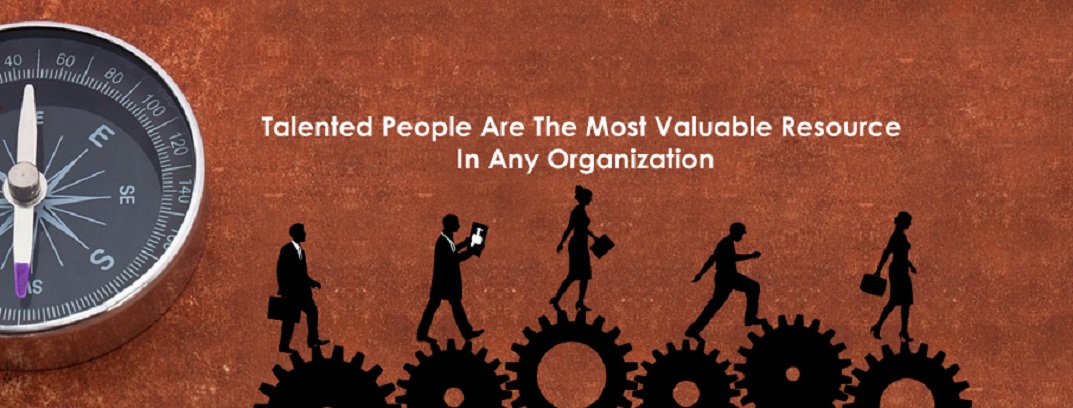 Talented People Are The Most Valuable Resource
In Any Organization
40
60
80
100
120
140
E
SE
S